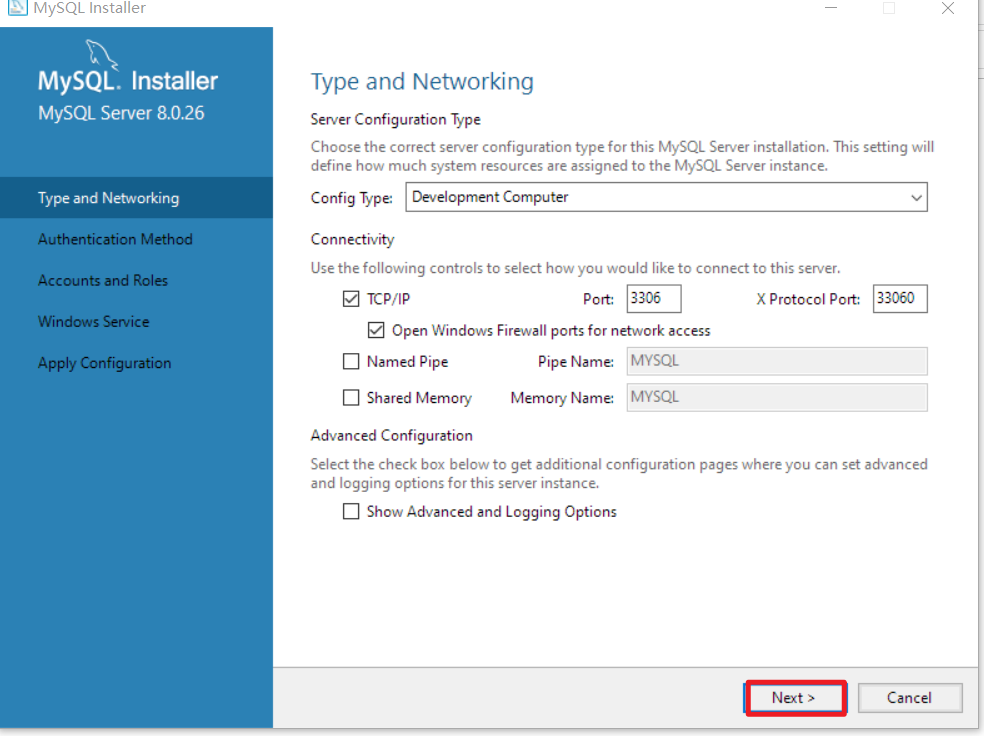 MySQL Installer
MySQL. Installer
MySQL Server 8.0.26
Type and Networking
Authentication Method
Accounts and Roles
Windows Service
Apply Configuration
Type and Networking
Server Configuration Type
Choose the correct server configuration type for this MySQL Server installation. This setting will
define how much system resources are assigned to the MySQL Server instance.
Config Type: Development Computer
Connectivity
Use the following controls to select how you would like to connect to this server.
TCP/IP Port: 3306 X Protocol Port: 33060
Open Windows Firewall ports for network access
Named Pipe Pipe Name: MYSQL
Shared Memory Memory Name: MYSQL
Advanced Configuration
Select the check box below to get additional configuration pages where you can set advanced
and logging options for this server instance.
Show Advanced and Logging Options
Next > Cancel